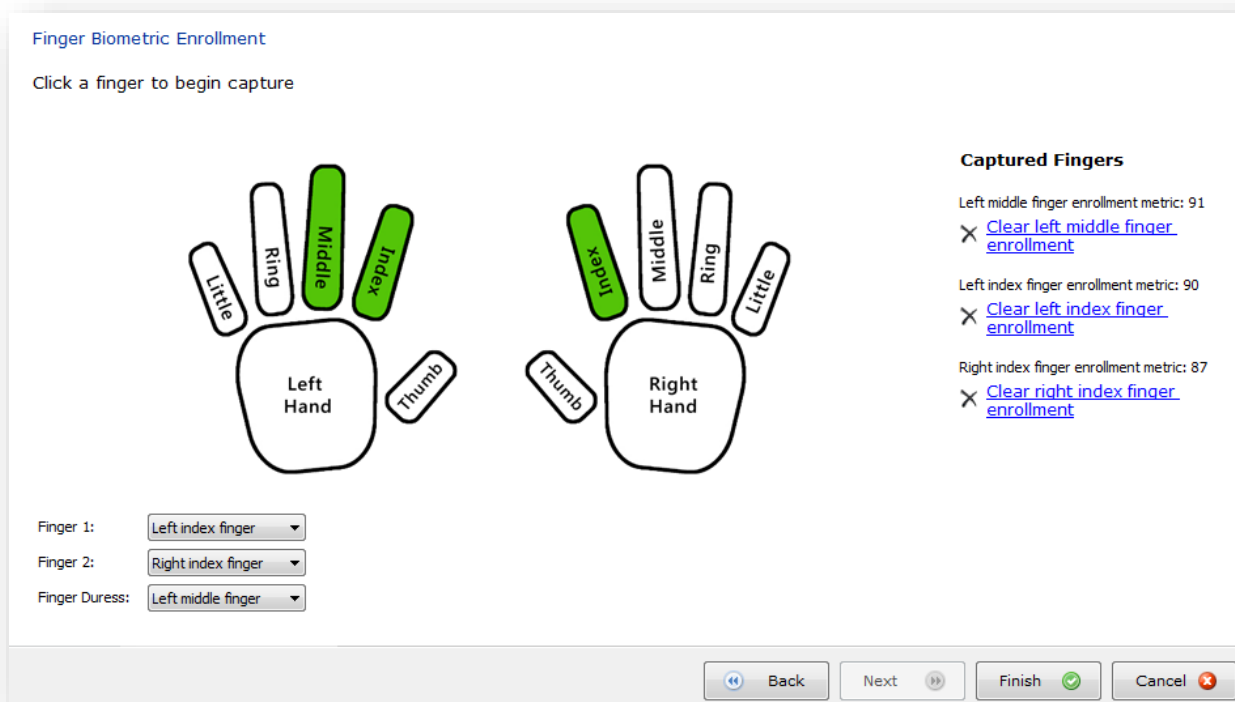 Finger Biometric Enrollment
Click a finger to begin capture
Little
Ring
Middle
Index
Thumb
Left
Hand
Index
Middle
Ring
Little
Thumb
Right
Hand
Captured Fingers
Left middle finger enrollment metric: 91
Clear left middle finger
enrollment
Left index finger enrollment metric: 90
Clear left index finger
enrollment
Right index finger enrollment metric: 87
Clear right index finger
enrollment
Finger 1: Left index finger
Finger 2: Right index finger
Finger Duress: Left middle finger
Back Next Finish Cancel